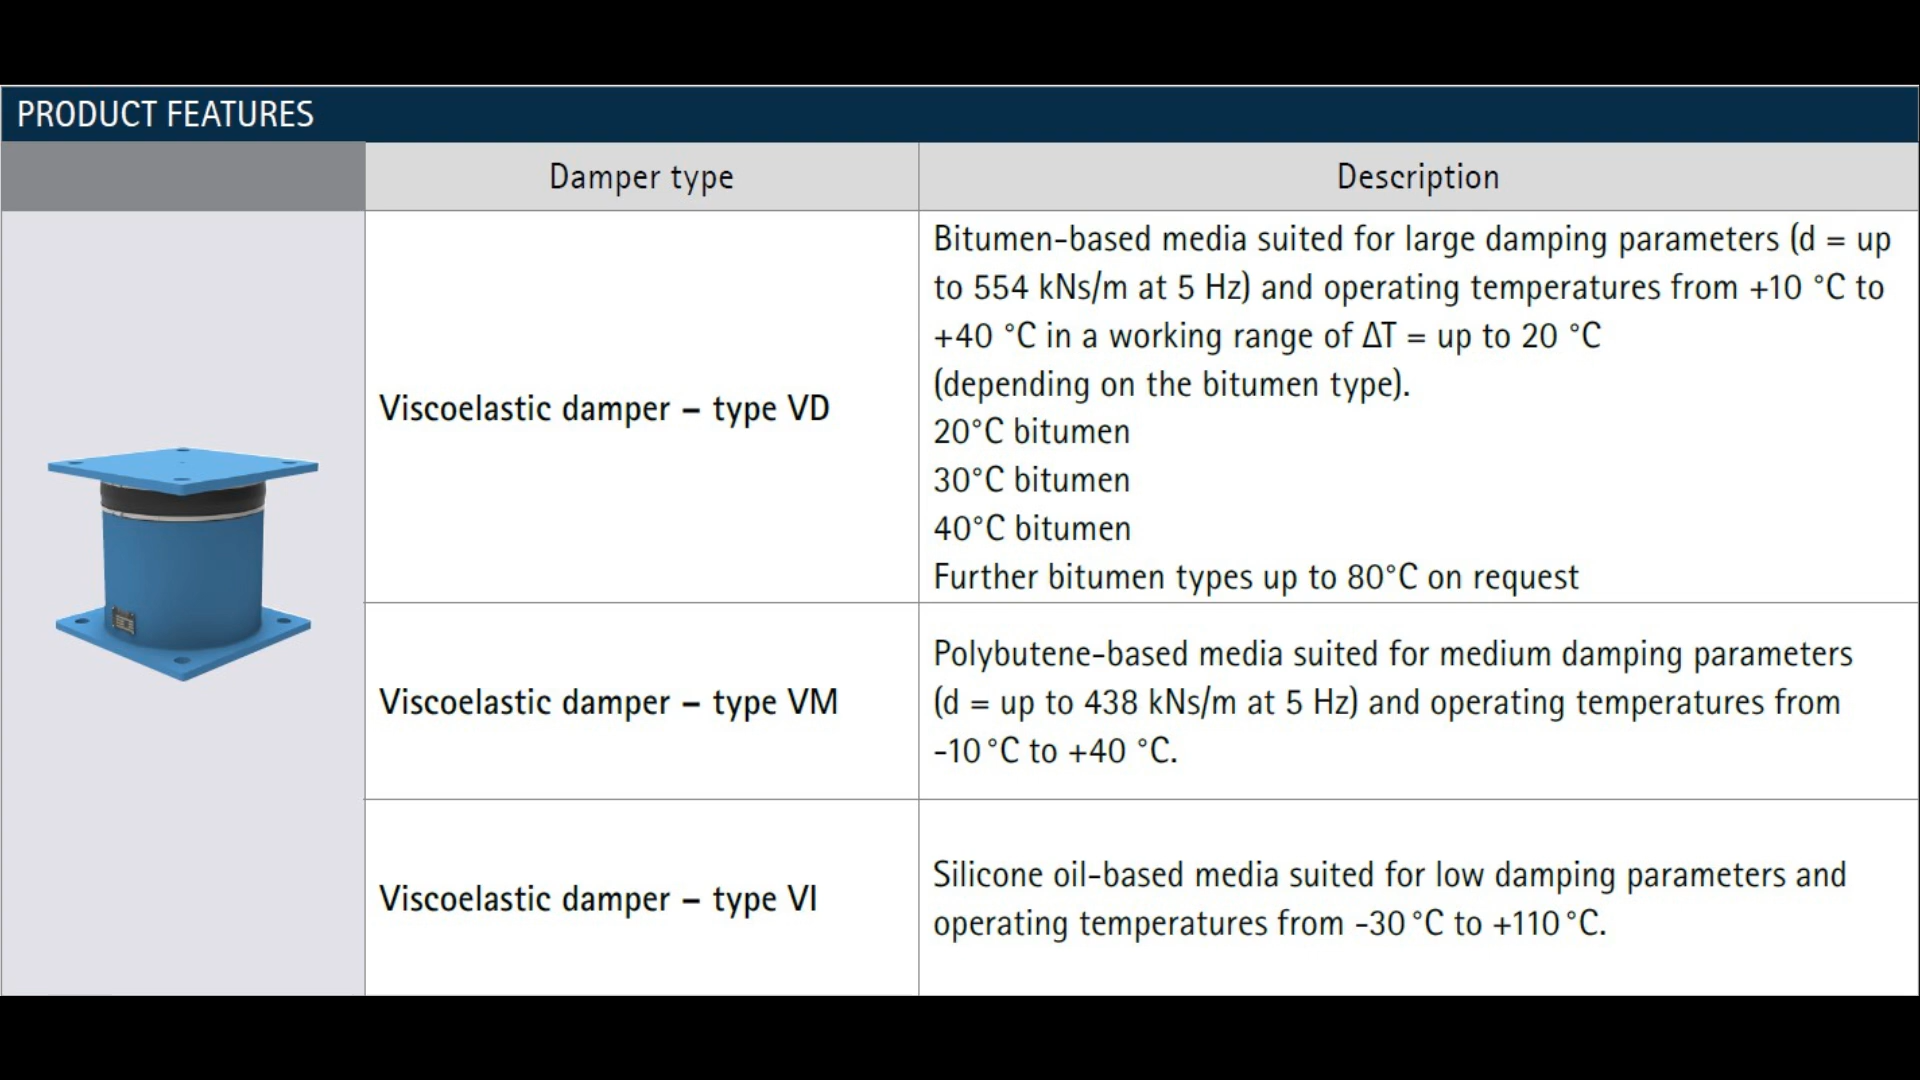 PRODUCT FEATURES
Damper type
Description
Viscoelastic damper – type VD
Bitumen-based media suited for large damping parameters (d = up
to 554 kNs/m at 5 Hz) and operating temperatures from +10 °C to
+40 °C in a working range of ΔT = up to 20 °C
(depending on the bitumen type).
20°C bitumen
30°C bitumen
40°C bitumen
Further bitumen types up to 80°C on request
Viscoelastic damper – type VM
Polybutene-based media suited for medium damping parameters
(d = up to 438 kNs/m at 5 Hz) and operating temperatures from
-10 °C to +40 °C.
Viscoelastic damper – type VI
Silicone oil-based media suited for low damping parameters and
operating temperatures from -30 °C to +110 °C.